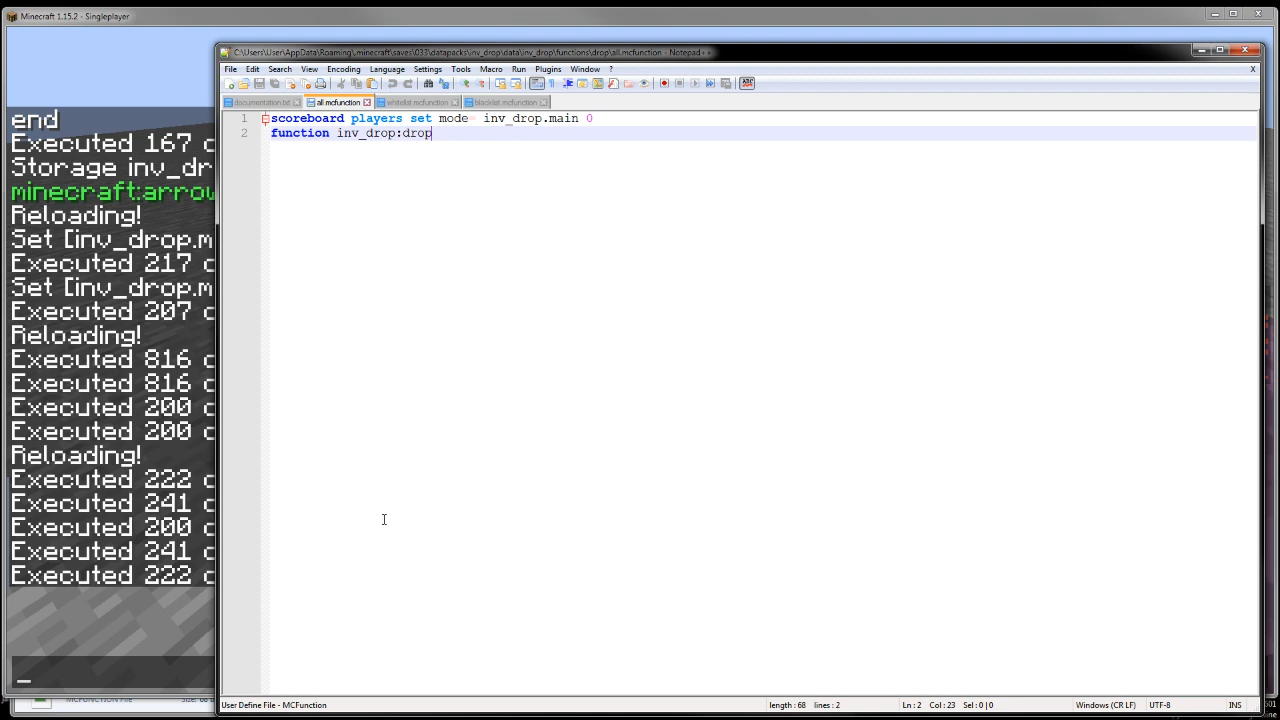 Minecraft 1.15.2 - Singleplayer
C:\Users\User\AppData\Roaming\.minecraft\saves\033\datapacks\inv_drop\data\inv_drop\functions\drop\all.mcfunction - Notepad++
File Edit Search View Encoding Language Settings Tools Macro Run Plugins Window ? X
documentation.txt all.mcfunction whitelist.mcfunction blacklist.mcfunction
1 scoreboard players set mode= inv_drop.main 0
2 function inv_drop:drop
end
Executed 167 c
Storage inv_dr
minecraft:arrow
Reloading!
Set [inv_drop.m
Executed 217 c
Set [inv_drop.m
Executed 207 c
Reloading!
Executed 816 c
Executed 816 c
Executed 200 c
Executed 200 c
Reloading!
Executed 222 c
Executed 241 c
Executed 200 c
Executed 241 c
Executed 222 c
_
MCFUNCTION File
User Define File - MCFunction length : 68 lines : 2 Ln : 2 Col : 23 Sel : 0 | 0 Windows (CR LF) UTF-8 INS